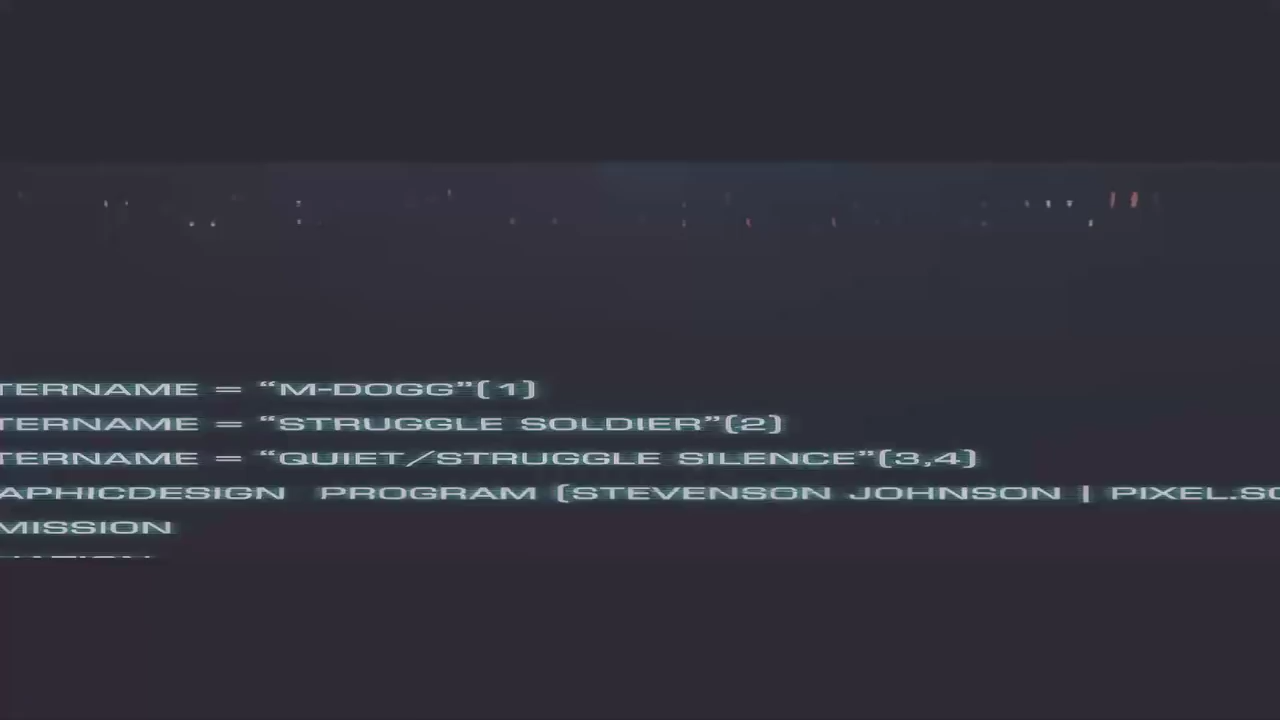 TERNAME = “M-DOGG”(1)
TERNAME = “STRUGGLE SOLDIER”(2)
TERNAME = “QUIET/STRUGGLE SILENCE”(3,4)
APHICDESIGN PROGRAM (STEVENSON JOHNSON | PIXEL.SO
MISSION